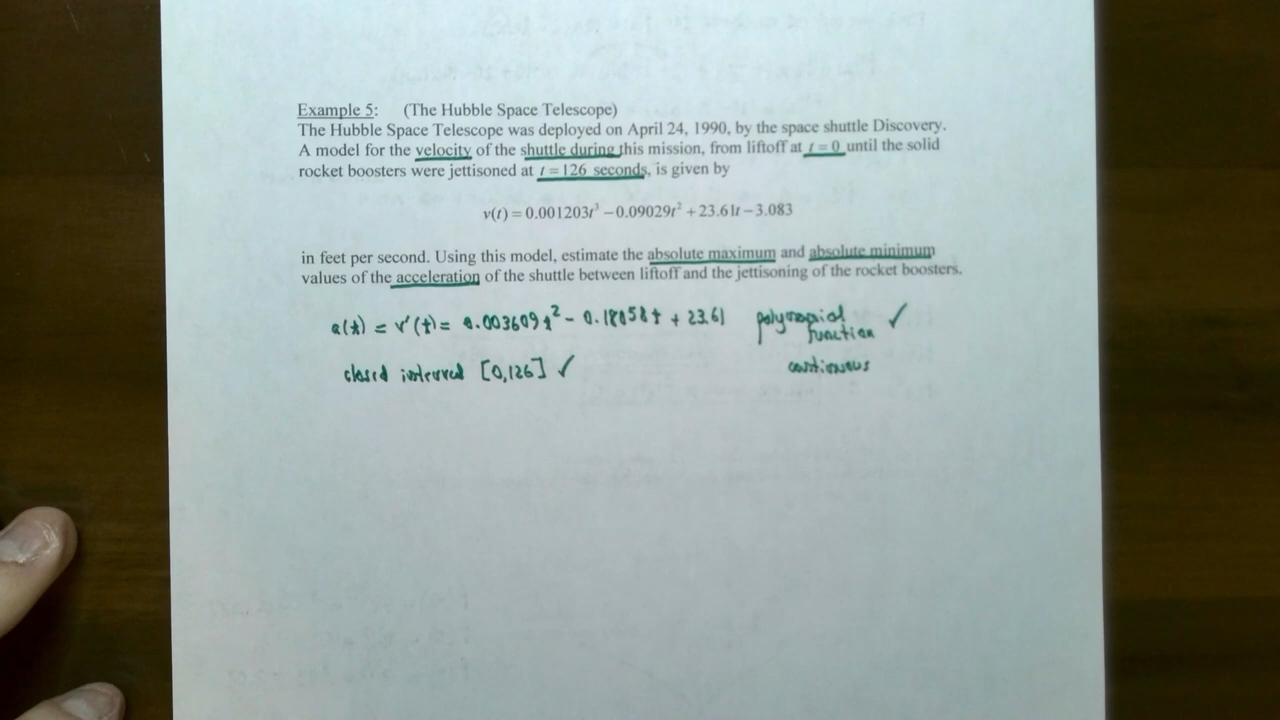 Example 5: (The Hubble Space Telescope)
The Hubble Space Telescope was deployed on April 24, 1990, by the space shuttle Discovery.
A model for the velocity of the shuttle during this mission, from liftoff at t = 0 until the solid
rocket boosters were jettisoned at t = 126 seconds, is given by
v(t) = 0.001203t³ − 0.09029t² + 23.61t − 3.083
in feet per second. Using this model, estimate the absolute maximum and absolute minimum
values of the acceleration of the shuttle between liftoff and the jettisoning of the rocket boosters.
a(t) = v'(t) = 0.003609t² − 0.18058t + 23.61 polynomial function ✓
closed interval [0,126] ✓ continuous